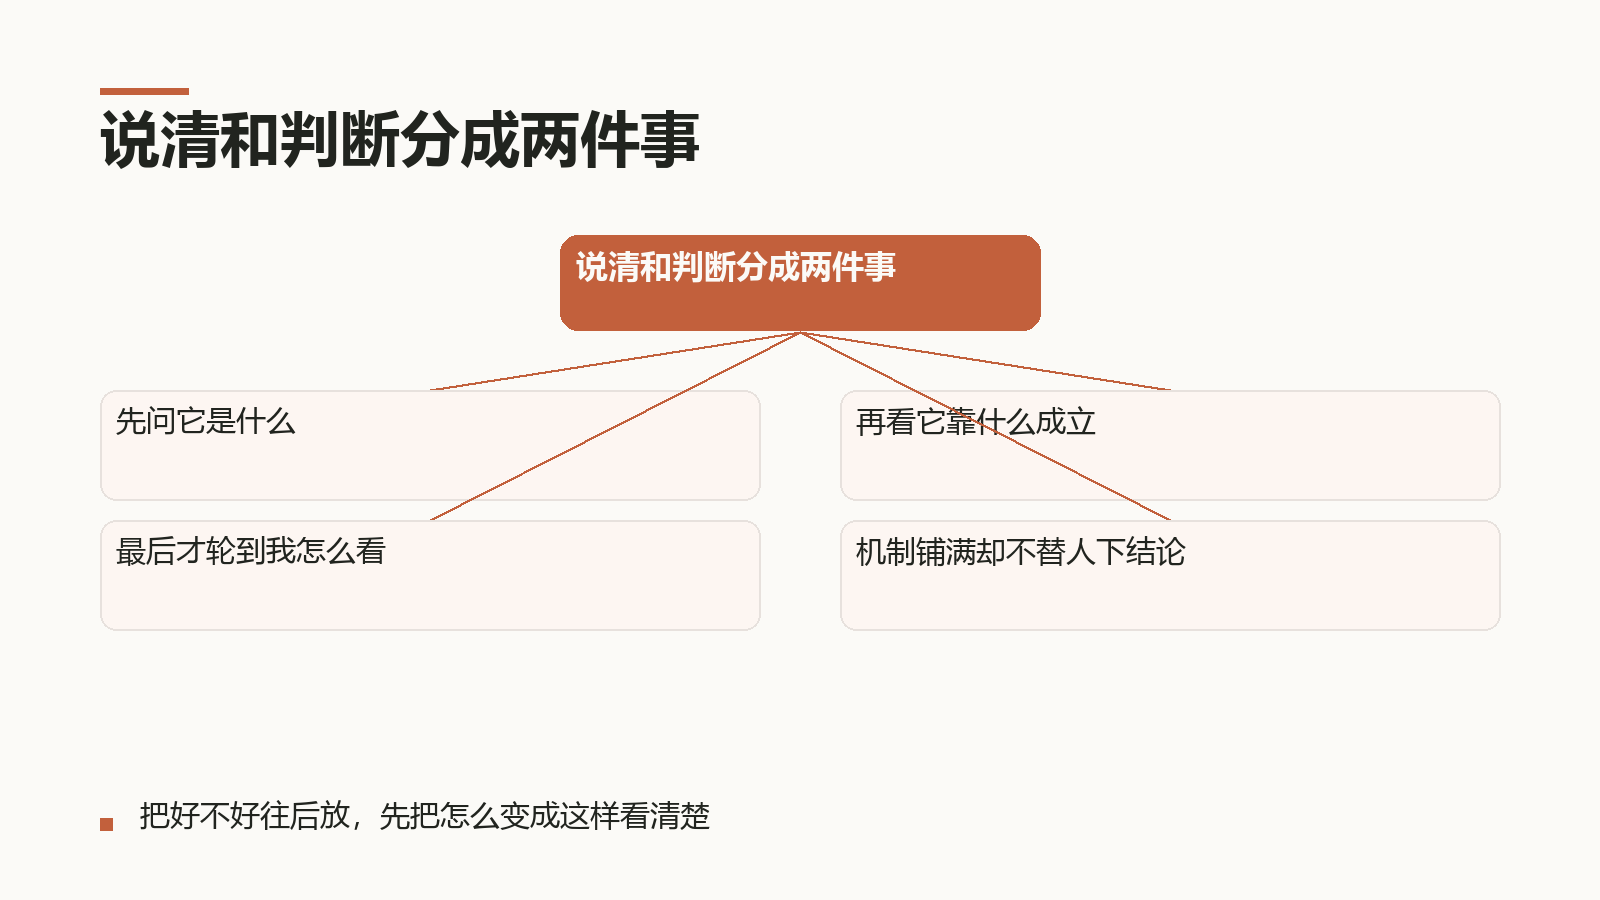 说清和判断分成两件事
说清和判断分成两件事
先问它是什么
再看它靠什么成立
最后才轮到我怎么看
机制铺满却不替人下结论
把好不好往后放，先把怎么变成这样看清楚